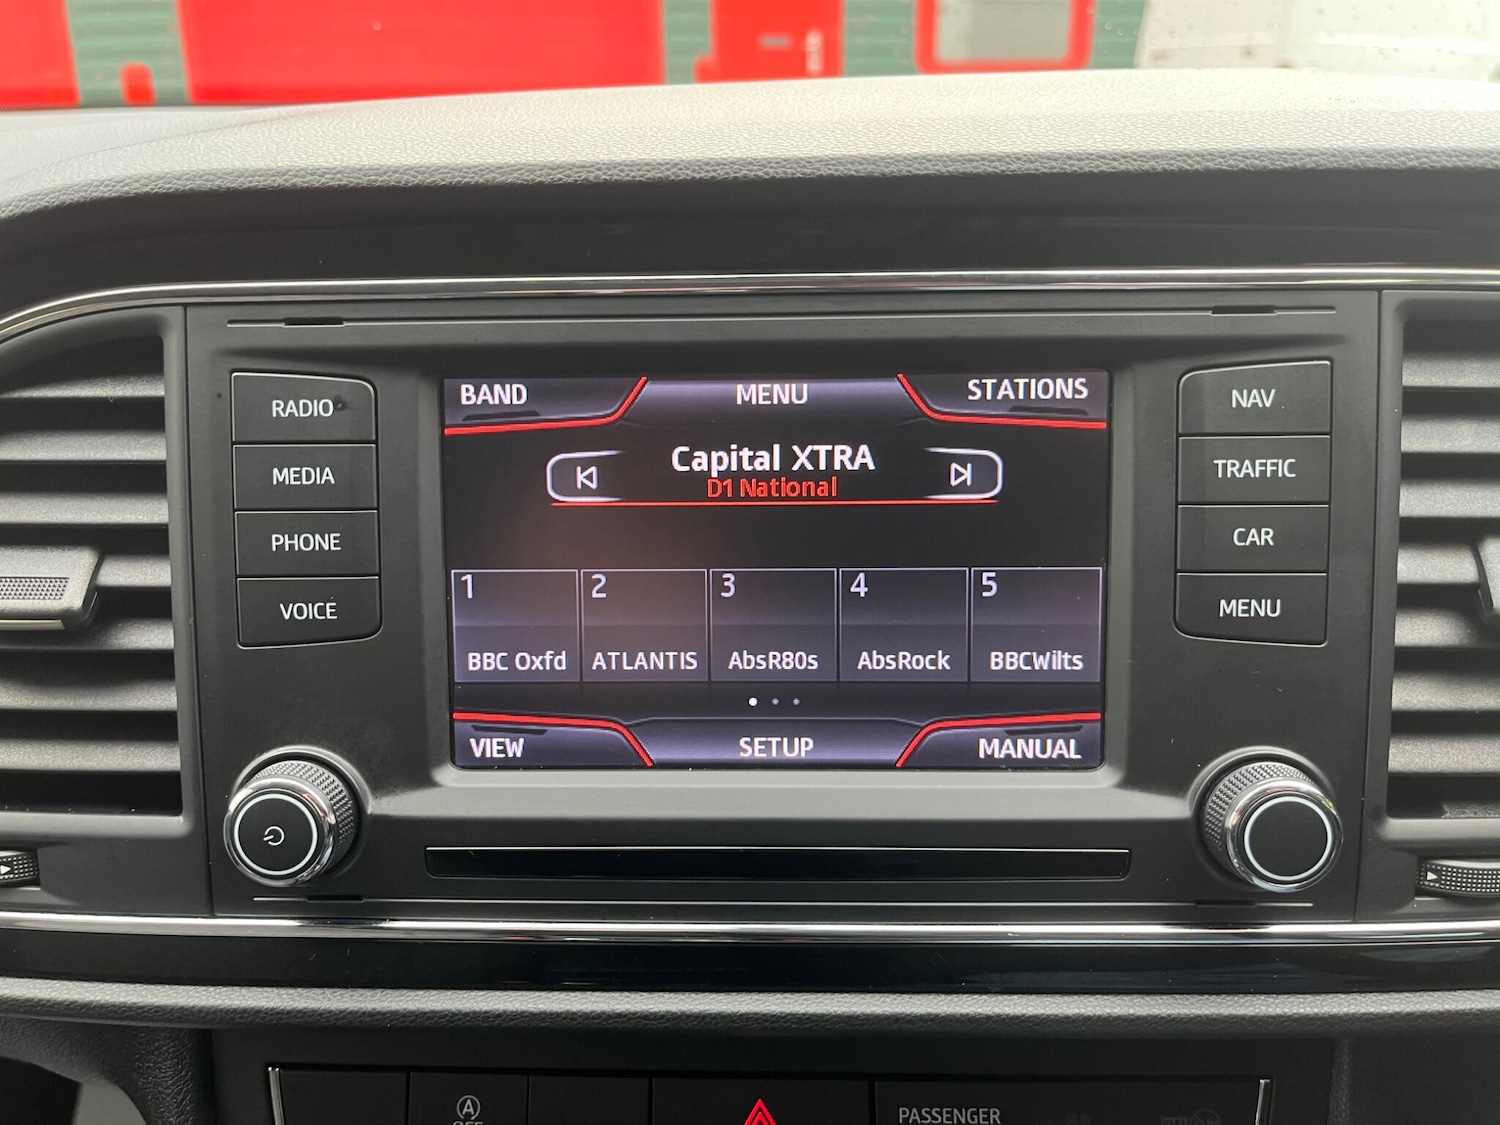 BAND MENU STATIONS
RADIO
NAV
Capital XTRA
D1 National
MEDIA
TRAFFIC
PHONE
CAR
1 2 3 4 5
VOICE
MENU
BBC Oxfd ATLANTIS AbsR80s AbsRock BBCWilts
VIEW SETUP MANUAL
A
OFF
PASSENGER